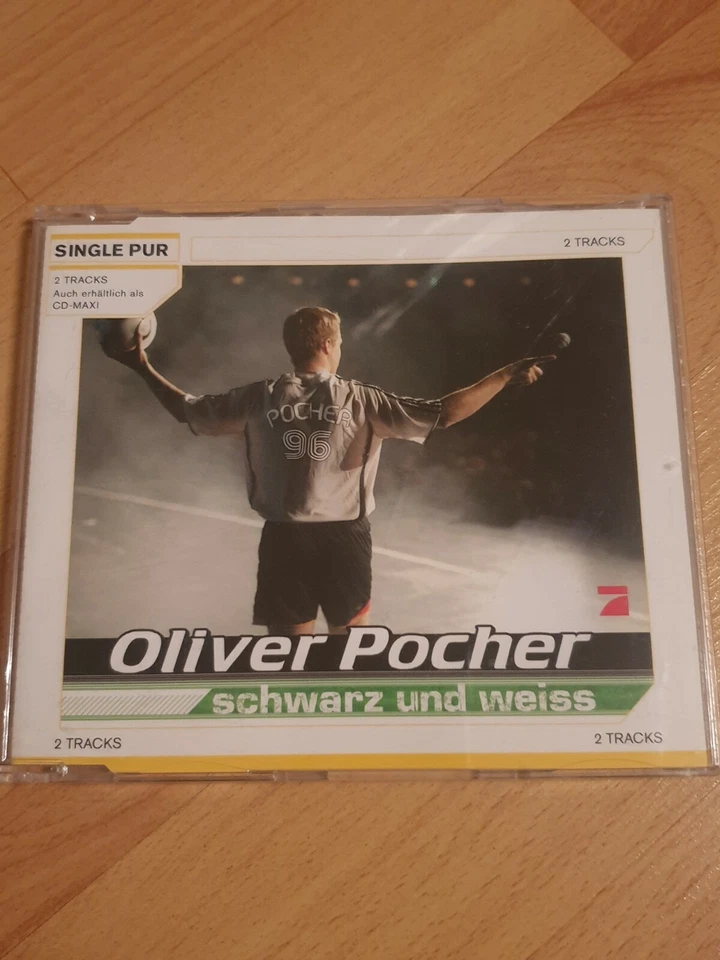 SINGLE PUR
2 TRACKS
2 TRACKS
Auch erhältlich als
CD-MAXI
POCHER
96
7
Oliver Pocher
schwarz und weiss
2 TRACKS
2 TRACKS